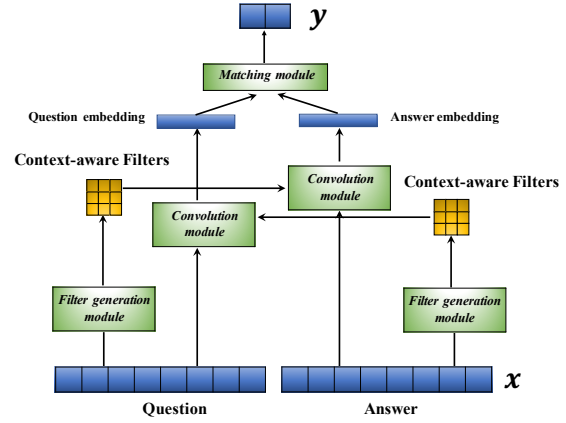 y
Matching module
Question embedding
Answer embedding
Context-aware Filters
Convolution
module
Context-aware Filters
Convolution
module
Filter generation
module
Filter generation
module
x
Question
Answer